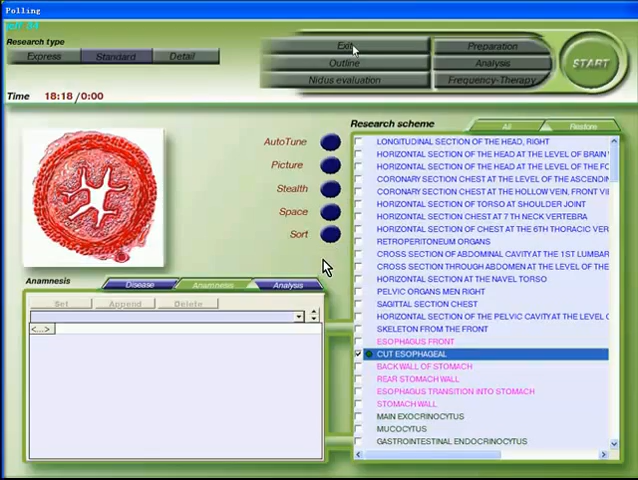 Polling
Research type
Express
Standard
Detail
Exit
Outline
Nidus evaluation
Preparation
Analysis
Frequency-Therapy
START
Time 18:18 /0:00
AutoTune
Picture
Stealth
Space
Sort
Research scheme
All
Restore
LONGITUDINAL SECTION OF THE HEAD, RIGHT
HORIZONTAL SECTION OF THE HEAD AT THE LEVEL OF BRAIN
HORIZONTAL SECTION OF THE HEAD AT THE LEVEL OF THE FO
CORONARY SECTION CHEST AT THE LEVEL OF THE ASCENDIN
CORONARY SECTION CHEST AT THE HOLLOW VEIN, FRONT VI
HORIZONTAL SECTION OF TORSO AT SHOULDER JOINT
HORIZONTAL SECTION CHEST AT 7 TH NECK VERTEBRA
HORIZONTAL SECTION OF CHEST AT THE 6TH THORACIC VER
RETROPERITONEUM ORGANS
CROSS SECTION OF ABDOMINAL CAVITY AT THE 1ST LUMBAR
CROSS SECTION THROUGH ABDOMEN AT THE LEVEL OF THE
HORIZONTAL SECTION AT THE NAVEL TORSO
PELVIC ORGANS MEN RIGHT
SAGITTAL SECTION CHEST
HORIZONTAL SECTION OF THE PELVIC CAVITY AT THE LEVEL O
SKELETON FROM THE FRONT
ESOPHAGUS FRONT
CUT ESOPHAGEAL
BACK WALL OF STOMACH
REAR STOMACH WALL
ESOPHAGUS TRANSITION INTO STOMACH
STOMACH WALL
MAIN EXOCRINOCYTUS
MUCOCYTUS
GASTROINTESTINAL ENDOCRINOCYTUS
Anamnesis
Disease
Anamnesis
Analysis
Set
Append
Delete
<...>